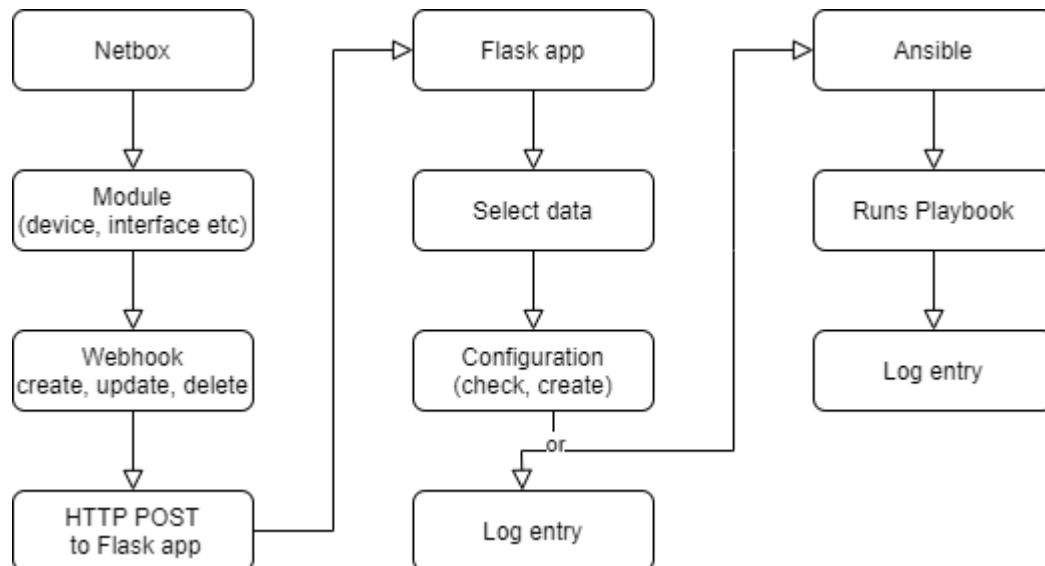 Netbox
Module
(device, interface etc)
Webhook
create, update, delete
HTTP POST
to Flask app
Flask app
Select data
Configuration
(check, create)
or
Log entry
Ansible
Runs Playbook
Log entry